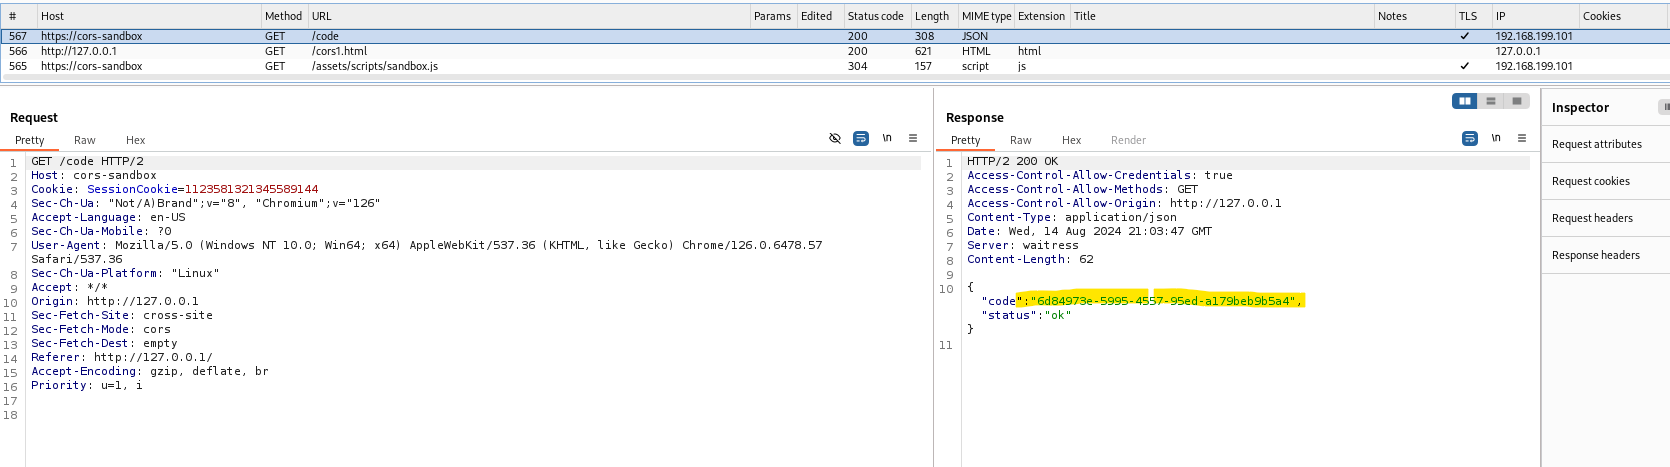 # Host Method URL Params Edited Status code Length MIME type Extension Title Notes TLS IP Cookies
567 https://cors-sandbox GET /code 200 308 JSON ✓ 192.168.199.101
566 http://127.0.0.1 GET /cors1.html 200 621 HTML html 127.0.0.1
565 https://cors-sandbox GET /assets/scripts/sandbox.js 304 157 script js ✓ 192.168.199.101
Request
Pretty Raw Hex \n
1 GET /code HTTP/2
2 Host: cors-sandbox
3 Cookie: SessionCookie=1123581321345589144
4 Sec-Ch-Ua: "Not/A)Brand";v="8", "Chromium";v="126"
5 Accept-Language: en-US
6 Sec-Ch-Ua-Mobile: ?0
7 User-Agent: Mozilla/5.0 (Windows NT 10.0; Win64; x64) AppleWebKit/537.36 (KHTML, like Gecko) Chrome/126.0.6478.57
Safari/537.36
8 Sec-Ch-Ua-Platform: "Linux"
9 Accept: */*
10 Origin: http://127.0.0.1
11 Sec-Fetch-Site: cross-site
12 Sec-Fetch-Mode: cors
13 Sec-Fetch-Dest: empty
14 Referer: http://127.0.0.1/
15 Accept-Encoding: gzip, deflate, br
16 Priority: u=1, i
17
18
Response
Pretty Raw Hex Render \n
1 HTTP/2 200 OK
2 Access-Control-Allow-Credentials: true
3 Access-Control-Allow-Methods: GET
4 Access-Control-Allow-Origin: http://127.0.0.1
5 Content-Type: application/json
6 Date: Wed, 14 Aug 2024 21:03:47 GMT
7 Server: waitress
8 Content-Length: 62
9
10 {
"code":"6d84973e-5995-4557-95ed-a179beb9b5a4",
"status":"ok"
}
11
Inspector
Request attributes
Request cookies
Request headers
Response headers